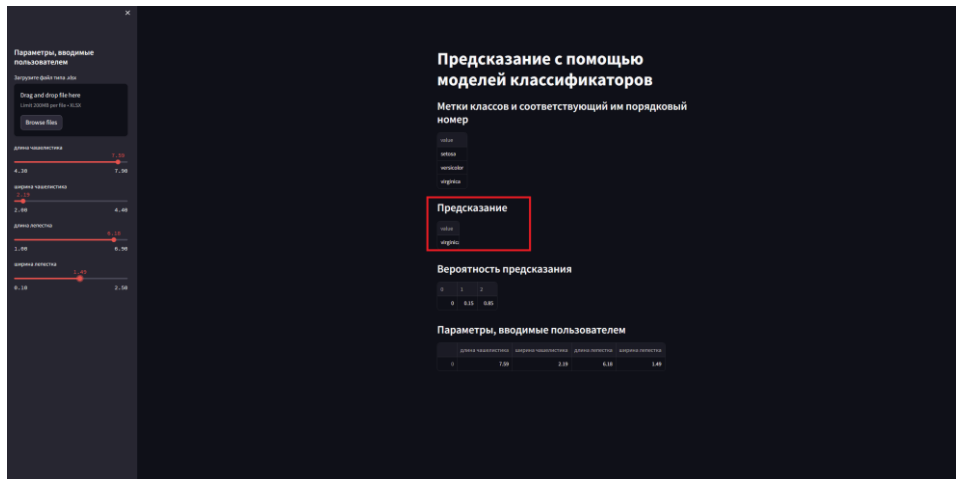 ×
Параметры, вводимые
пользователем
Загрузите файл типа .xlsx
Drag and drop file here
Limit 200MB per file • XLSX
Browse files
длина чашелистика
7.59
4.30 7.90
ширина чашелистика
2.19
2.00 4.40
длина лепестка
6.10
1.00 6.90
ширина лепестка
1.49
0.10 2.50
Предсказание с помощью
моделей классификаторов
Метки классов и соответствующий им порядковый
номер
value
setosa
versicolor
virginica
Предсказание
value
virginica
Вероятность предсказания
0 1 2
0 0.15 0.85
Параметры, вводимые пользователем
длина чашелистика ширина чашелистика длина лепестка ширина лепестка
0 7.59 2.19 6.10 1.49